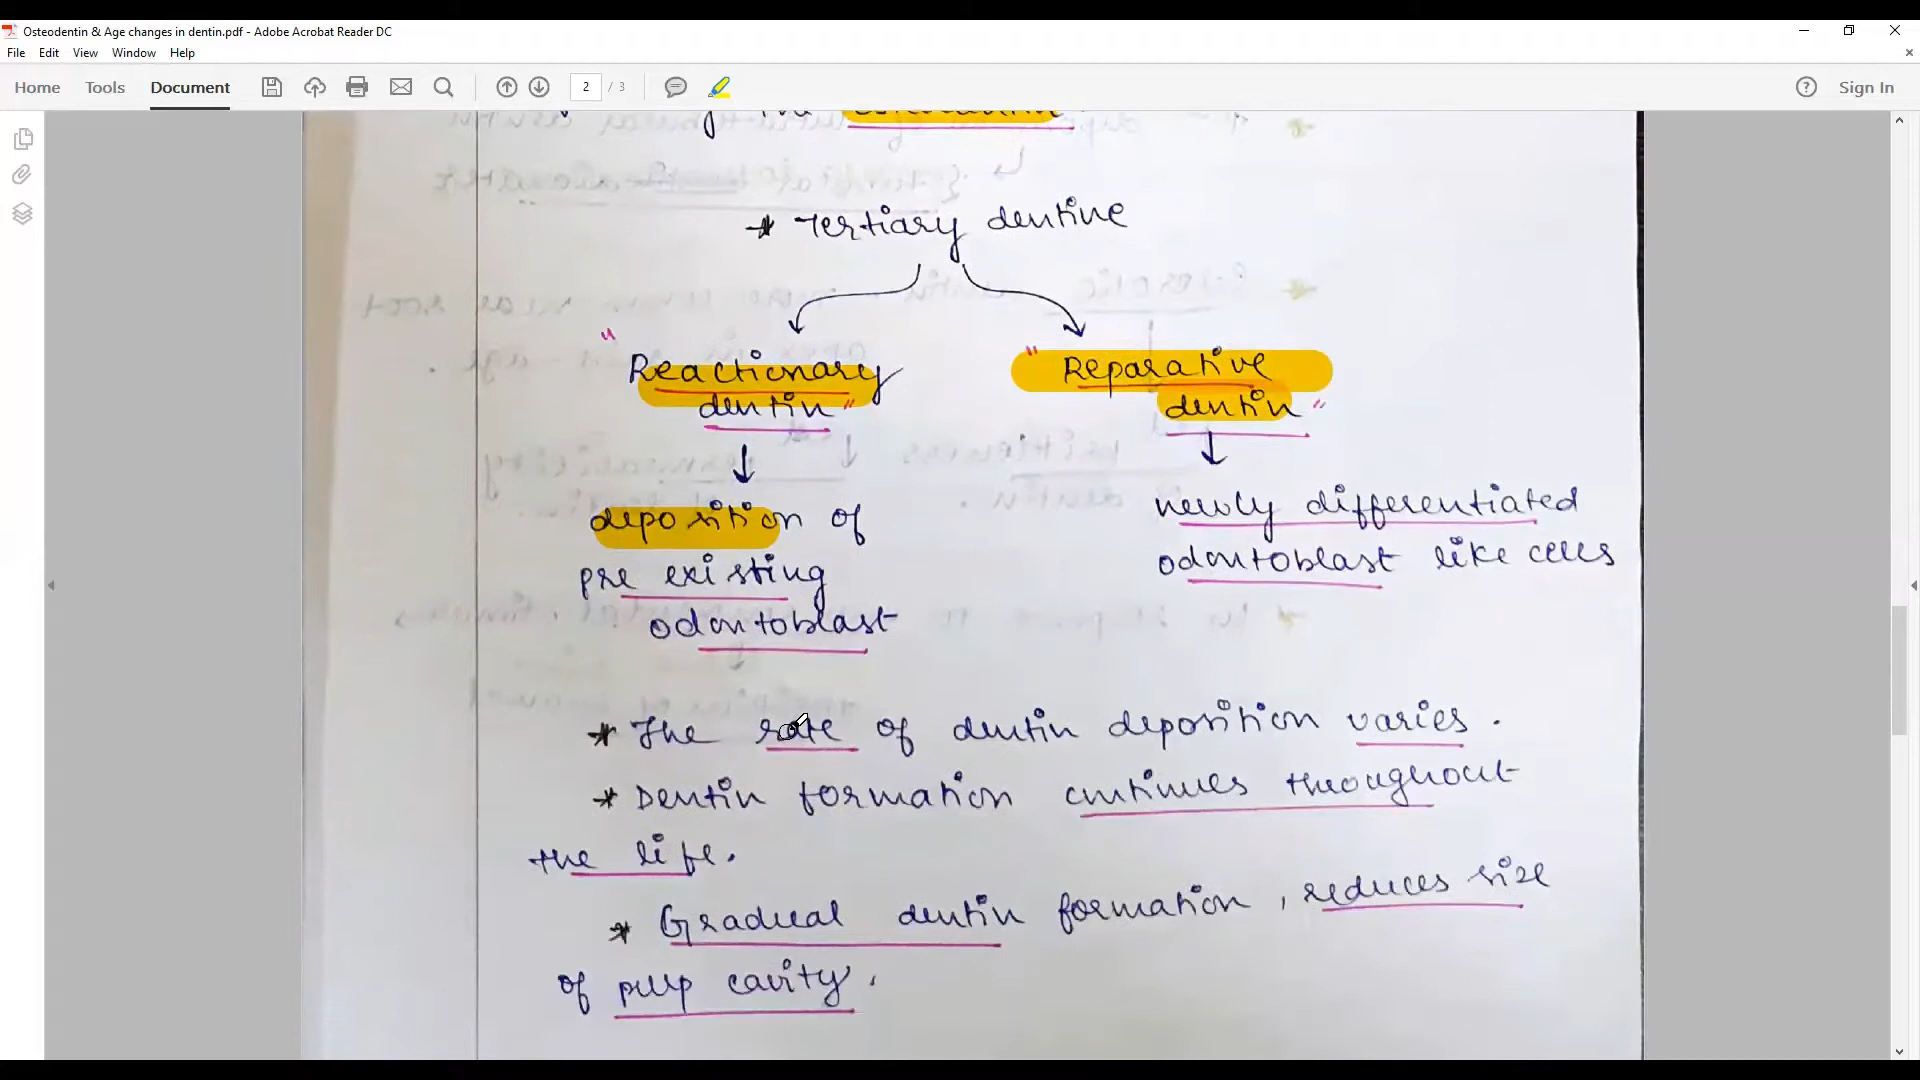 Osteodentin & Age changes in dentin.pdf - Adobe Acrobat Reader DC
File Edit View Window Help
Home Tools Document 2 / 3 Sign In
* Tertiary dentine
"Reactionary dentin"
↓
deposition of
pre existing
odontoblast
"Reparative
dentin"
↓
newly differentiated
odontoblast like cells
* The rate of dentin deposition varies.
* Dentin formation continues throughout
the life.
* Gradual dentin formation, reduces size
of pulp cavity.